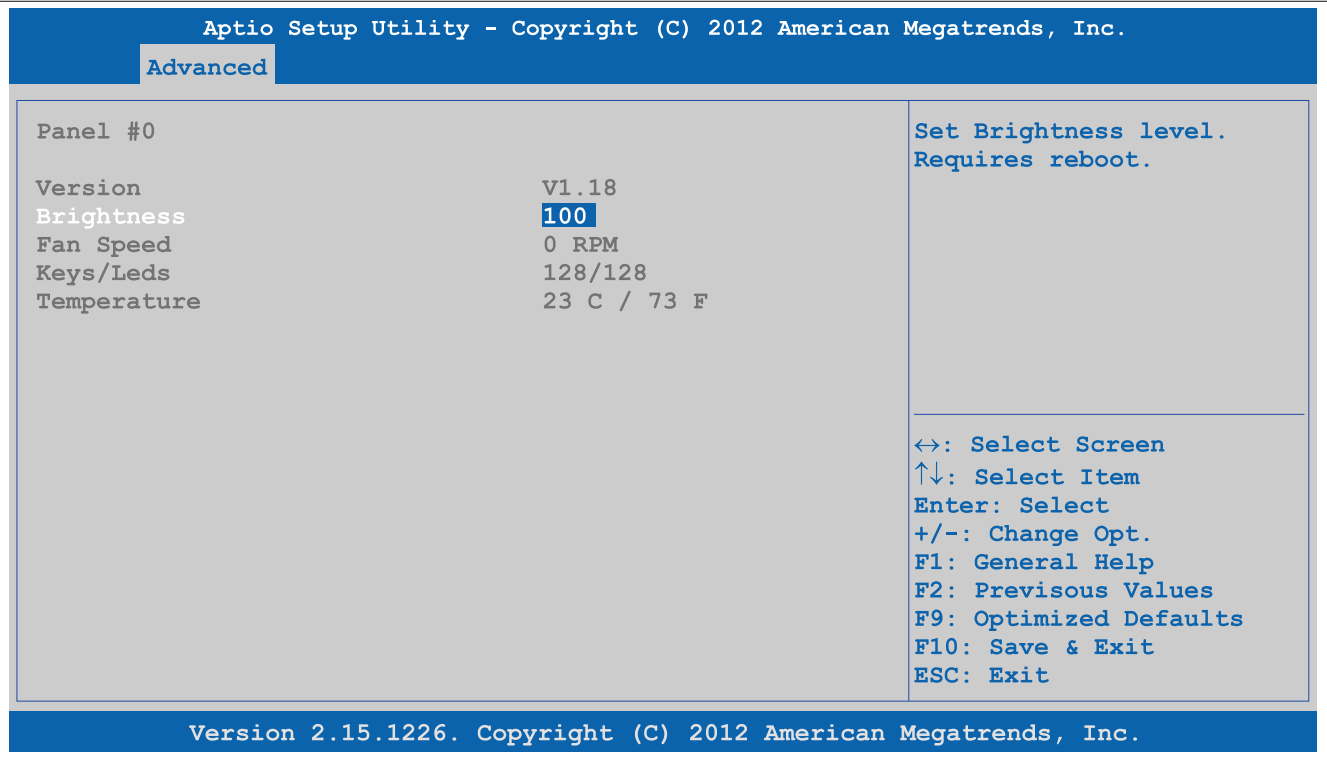 Aptio Setup Utility - Copyright (C) 2012 American Megatrends, Inc.
Advanced
Panel #0
Version V1.18
Brightness 100
Fan Speed 0 RPM
Keys/Leds 128/128
Temperature 23 C / 73 F
Set Brightness level.
Requires reboot.
↔: Select Screen
↑↓: Select Item
Enter: Select
+/-: Change Opt.
F1: General Help
F2: Previsous Values
F9: Optimized Defaults
F10: Save & Exit
ESC: Exit
Version 2.15.1226. Copyright (C) 2012 American Megatrends, Inc.